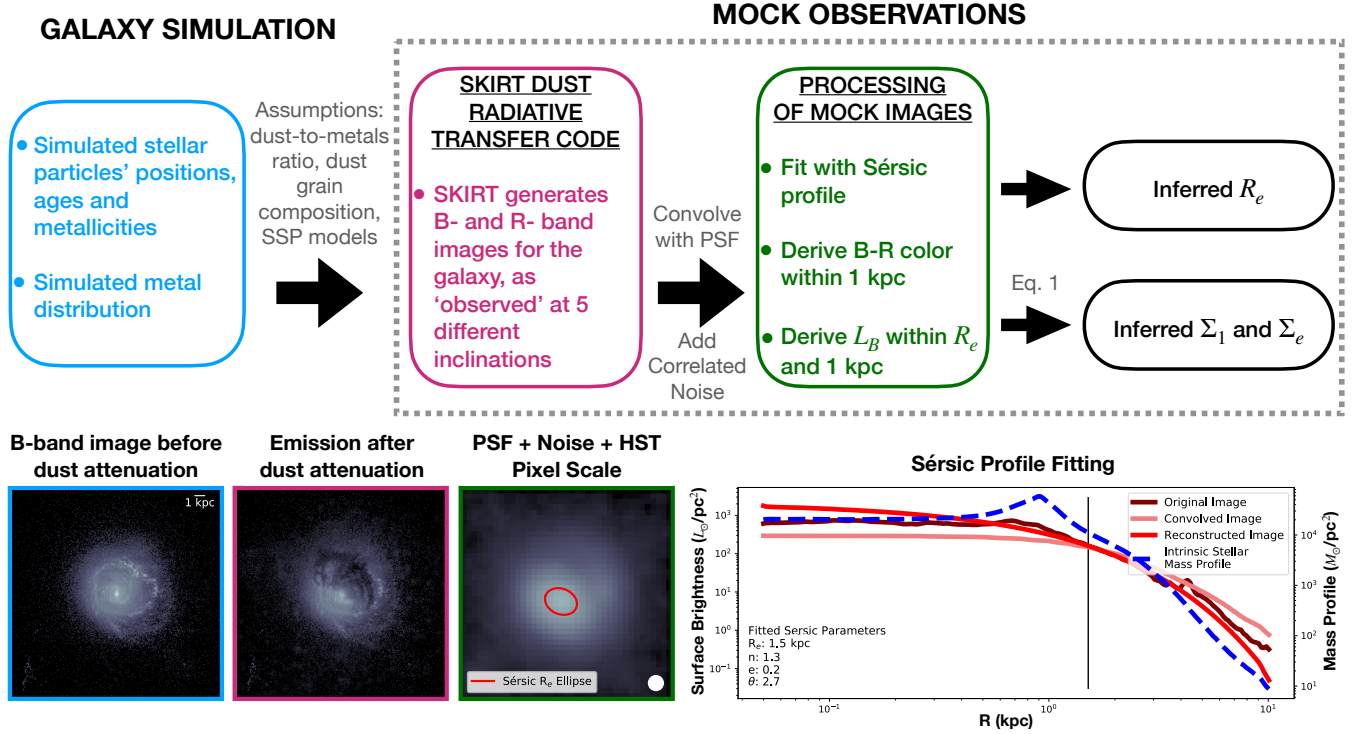 GALAXY SIMULATION
MOCK OBSERVATIONS
• Simulated stellar
particles' positions,
ages and
metallicities
• Simulated metal
distribution
Assumptions:
dust-to-metals
ratio, dust
grain
composition,
SSP models
SKIRT DUST
RADIATIVE
TRANSFER CODE
• SKIRT generates
B- and R- band
images for the
galaxy, as
'observed' at 5
different
inclinations
Convolve
with PSF
Add
Correlated
Noise
PROCESSING
OF MOCK IMAGES
• Fit with Sérsic
profile
• Derive B-R color
within 1 kpc
• Derive L_B within R_e
and 1 kpc
Eq. 1
Inferred R_e
Inferred Σ_1 and Σ_e
B-band image before
dust attenuation
1 kpc
Emission after
dust attenuation
PSF + Noise + HST
Pixel Scale
Sérsic R_e Ellipse
Sérsic Profile Fitting
Surface Brightness (L_⊙/pc²)
10³
10²
10¹
10⁰
10⁻¹
Original Image
Convolved Image
Reconstructed Image
Intrinsic Stellar
Mass Profile
Fitted Sersic Parameters
R_e: 1.5 kpc
n: 1.3
e: 0.2
θ: 2.7
10⁻¹
10⁰
10¹
R (kpc)
10⁴
10³
10²
10¹
Mass Profile (M_⊙/pc²)